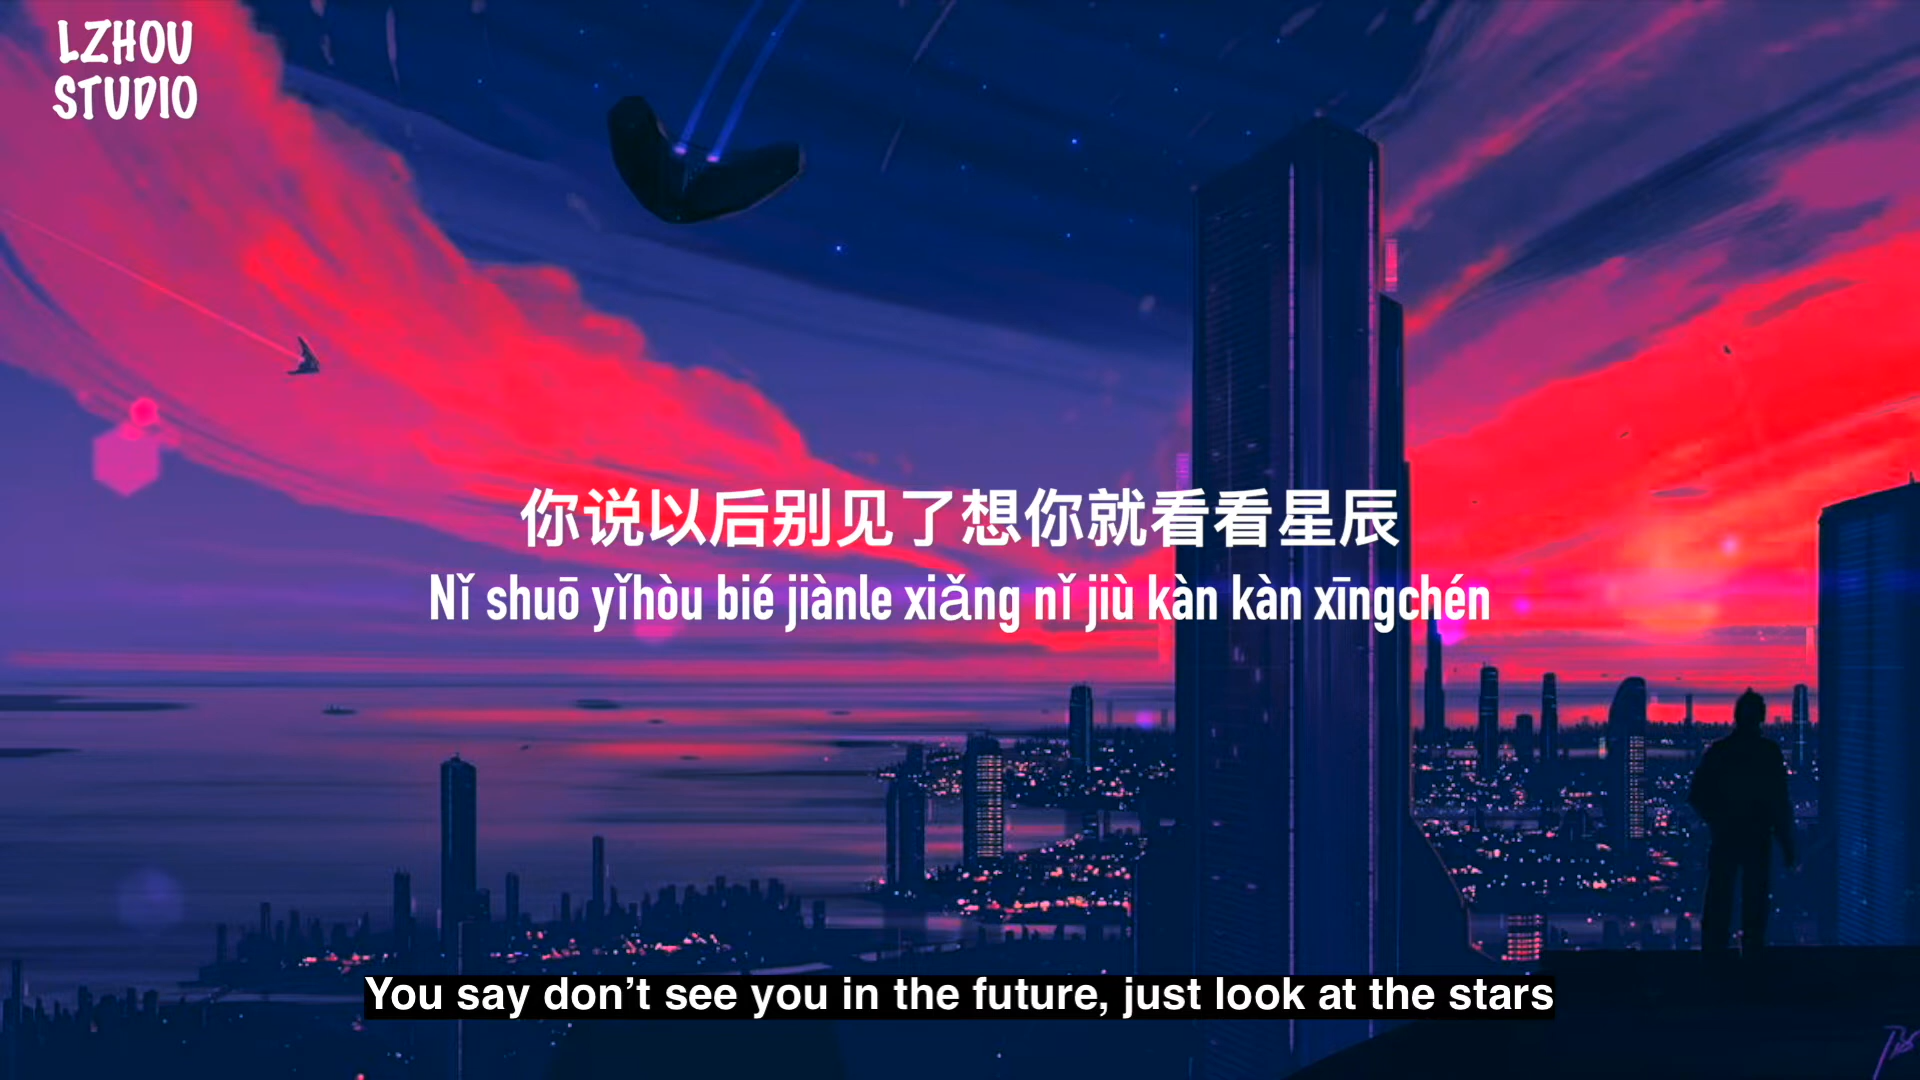 LZHOU
STUDIO
你说以后别见了想你就看看星辰
Nǐ shuō yǐhòu bié jiànle xiǎng nǐ jiù kàn kàn xīngchén
You say don’t see you in the future, just look at the stars